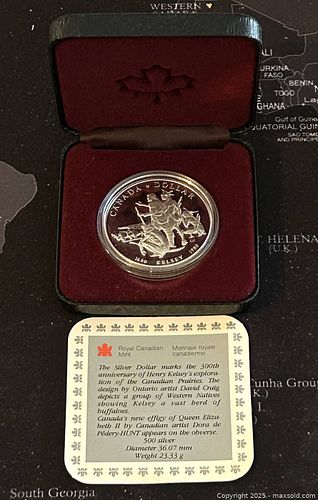 WESTERN
BURKINA
FASO
BENIN
TOGO
GHANA
Gulf of Guinea
EQUATORIAL GUINEA
SAO TOME
AND PRINCIPE
CANADA DOLLAR
1690 KELSEY 1990
T. HELENA
(U.K.)
Royal Canadian
Mint
Monnaie royale
canadienne
The Silver Dollar marks the 300th
anniversary of Henry Kelsey's explora-
tion of the Canadian Prairies. The
design by Ontario artist David Craig
depicts a group of Western Natives
showing Kelsey a vast herd of
buffaloes.
Canada's new effigy of Queen Eliza-
beth II by Canadian artist Dora de
Pédery-HUNT appears on the obverse.
500 silver
Diameter 36.07 mm
Weight 23.33 g
Cunha Group
South Georgia
Copyright 2025 - maxsold.com